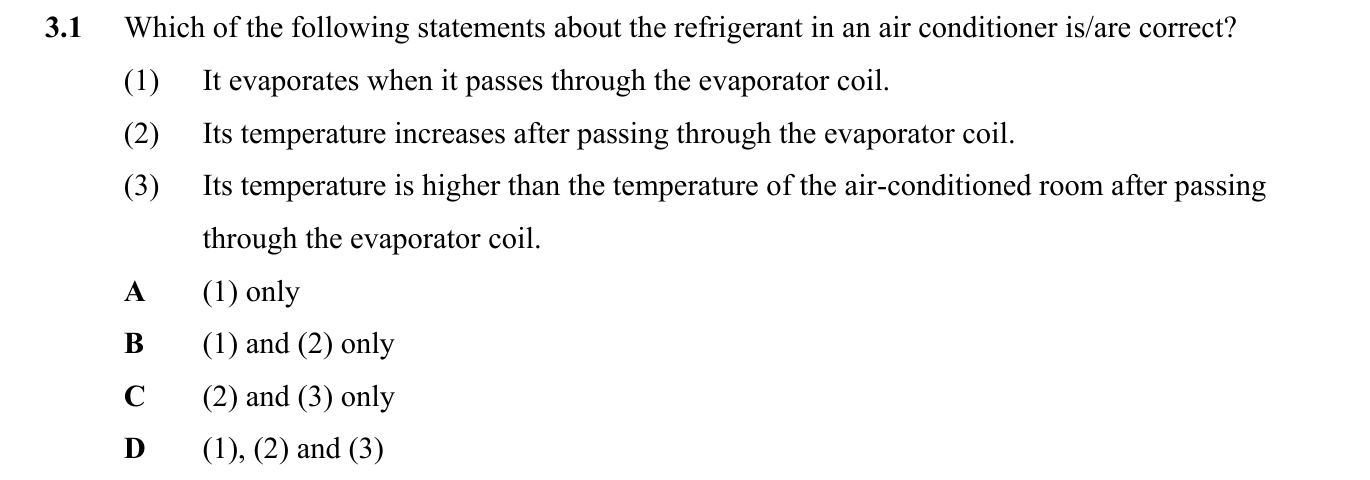 3.1 Which of the following statements about the refrigerant in an air conditioner is/are correct?
(1) It evaporates when it passes through the evaporator coil.
(2) Its temperature increases after passing through the evaporator coil.
(3) Its temperature is higher than the temperature of the air-conditioned room after passing
through the evaporator coil.
A (1) only
B (1) and (2) only
C (2) and (3) only
D (1), (2) and (3)